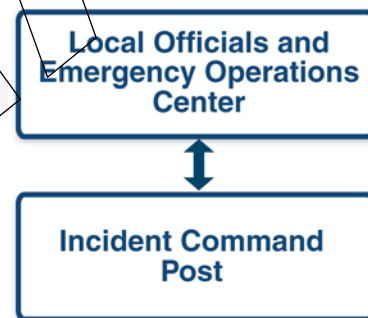 Local Officials and
Emergency Operations
Center
Incident Command
Post